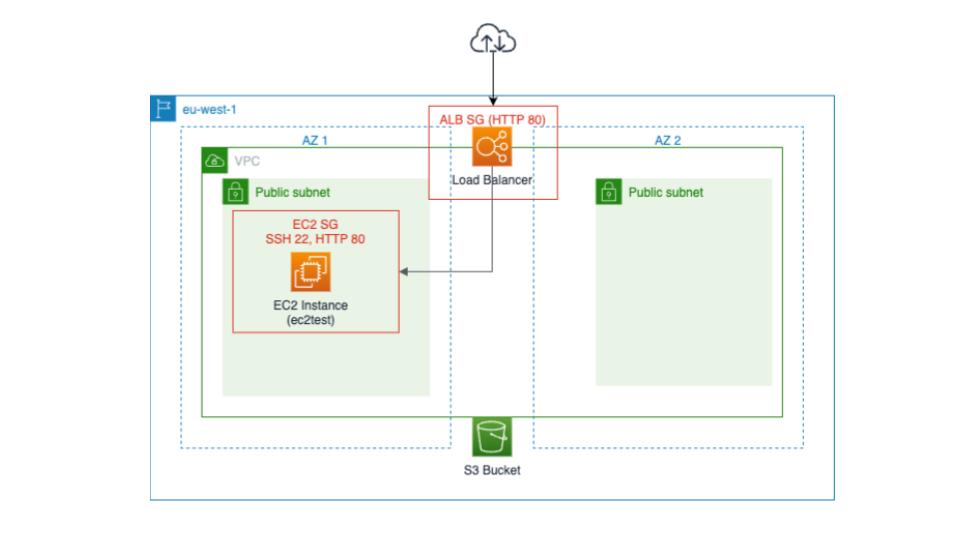 eu-west-1
ALB SG (HTTP 80)
AZ 1
AZ 2
VPC
Load Balancer
Public subnet
Public subnet
EC2 SG
SSH 22, HTTP 80
EC2 Instance
(ec2test)
S3 Bucket